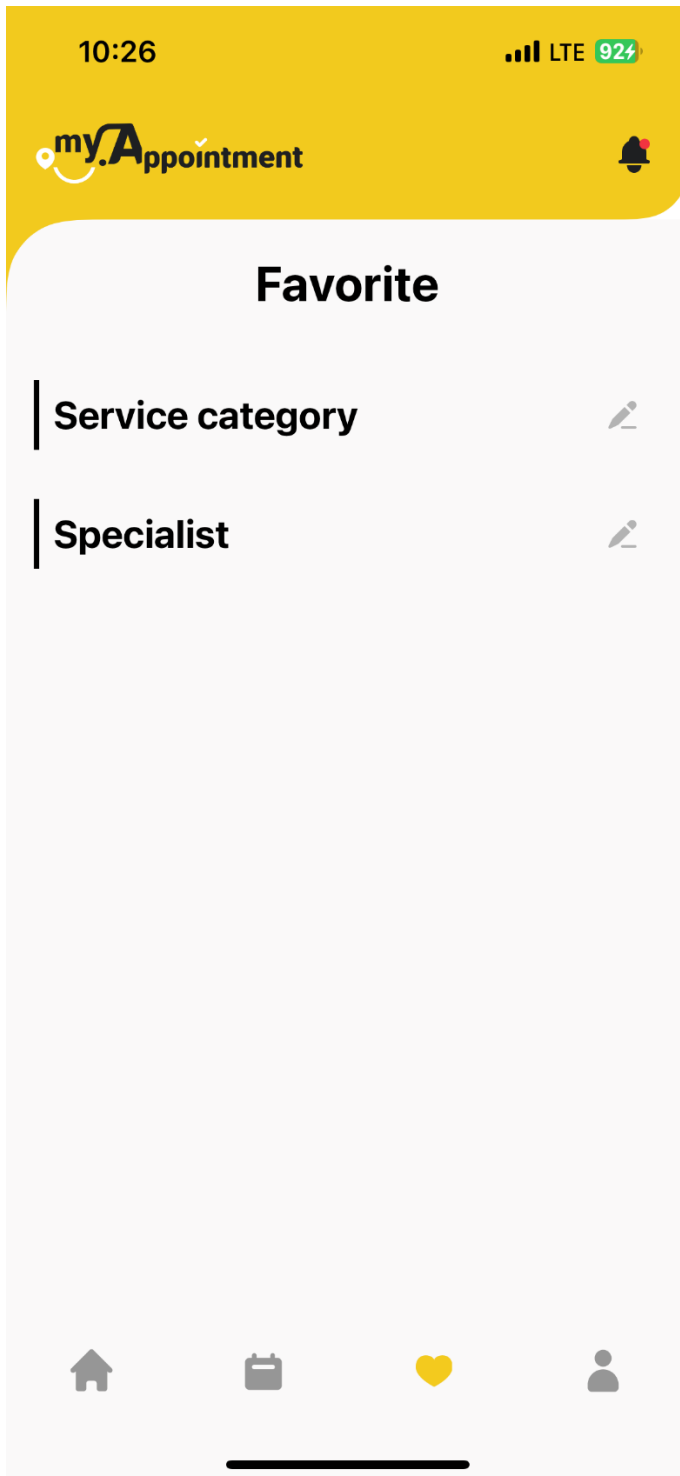 10:26
LTE 92
my.Appointment
Favorite
Service category
Specialist